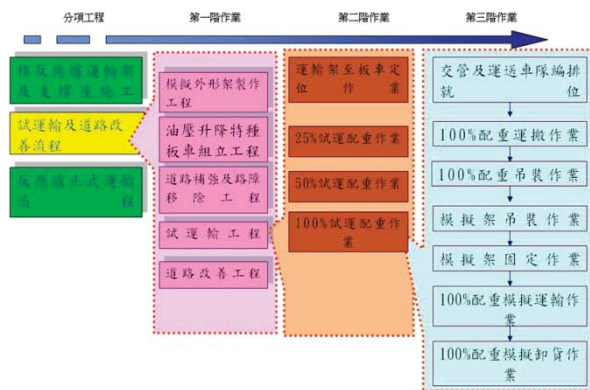 分項工程
第一階作業
第二階作業
第三階作業
核反應爐運輸架
及支撐座施工
試運輸及道路改
善流程
反應爐正式運輸
流程
模擬外形架製作
工程
油壓升降特種
板車組立工程
道路補強及路障
移除工程
試運輸工程
道路改善工程
運輸架至板車定
位作業
25%試運配重作業
50%試運配重作業
100%試運配重作
業
交管及運送車隊編排
就位
100%配重運搬作業
100%配重吊裝作業
模擬架吊裝作業
模擬架固定作業
100%配重模擬運輸作
業
100%配重模擬卸貨作
業